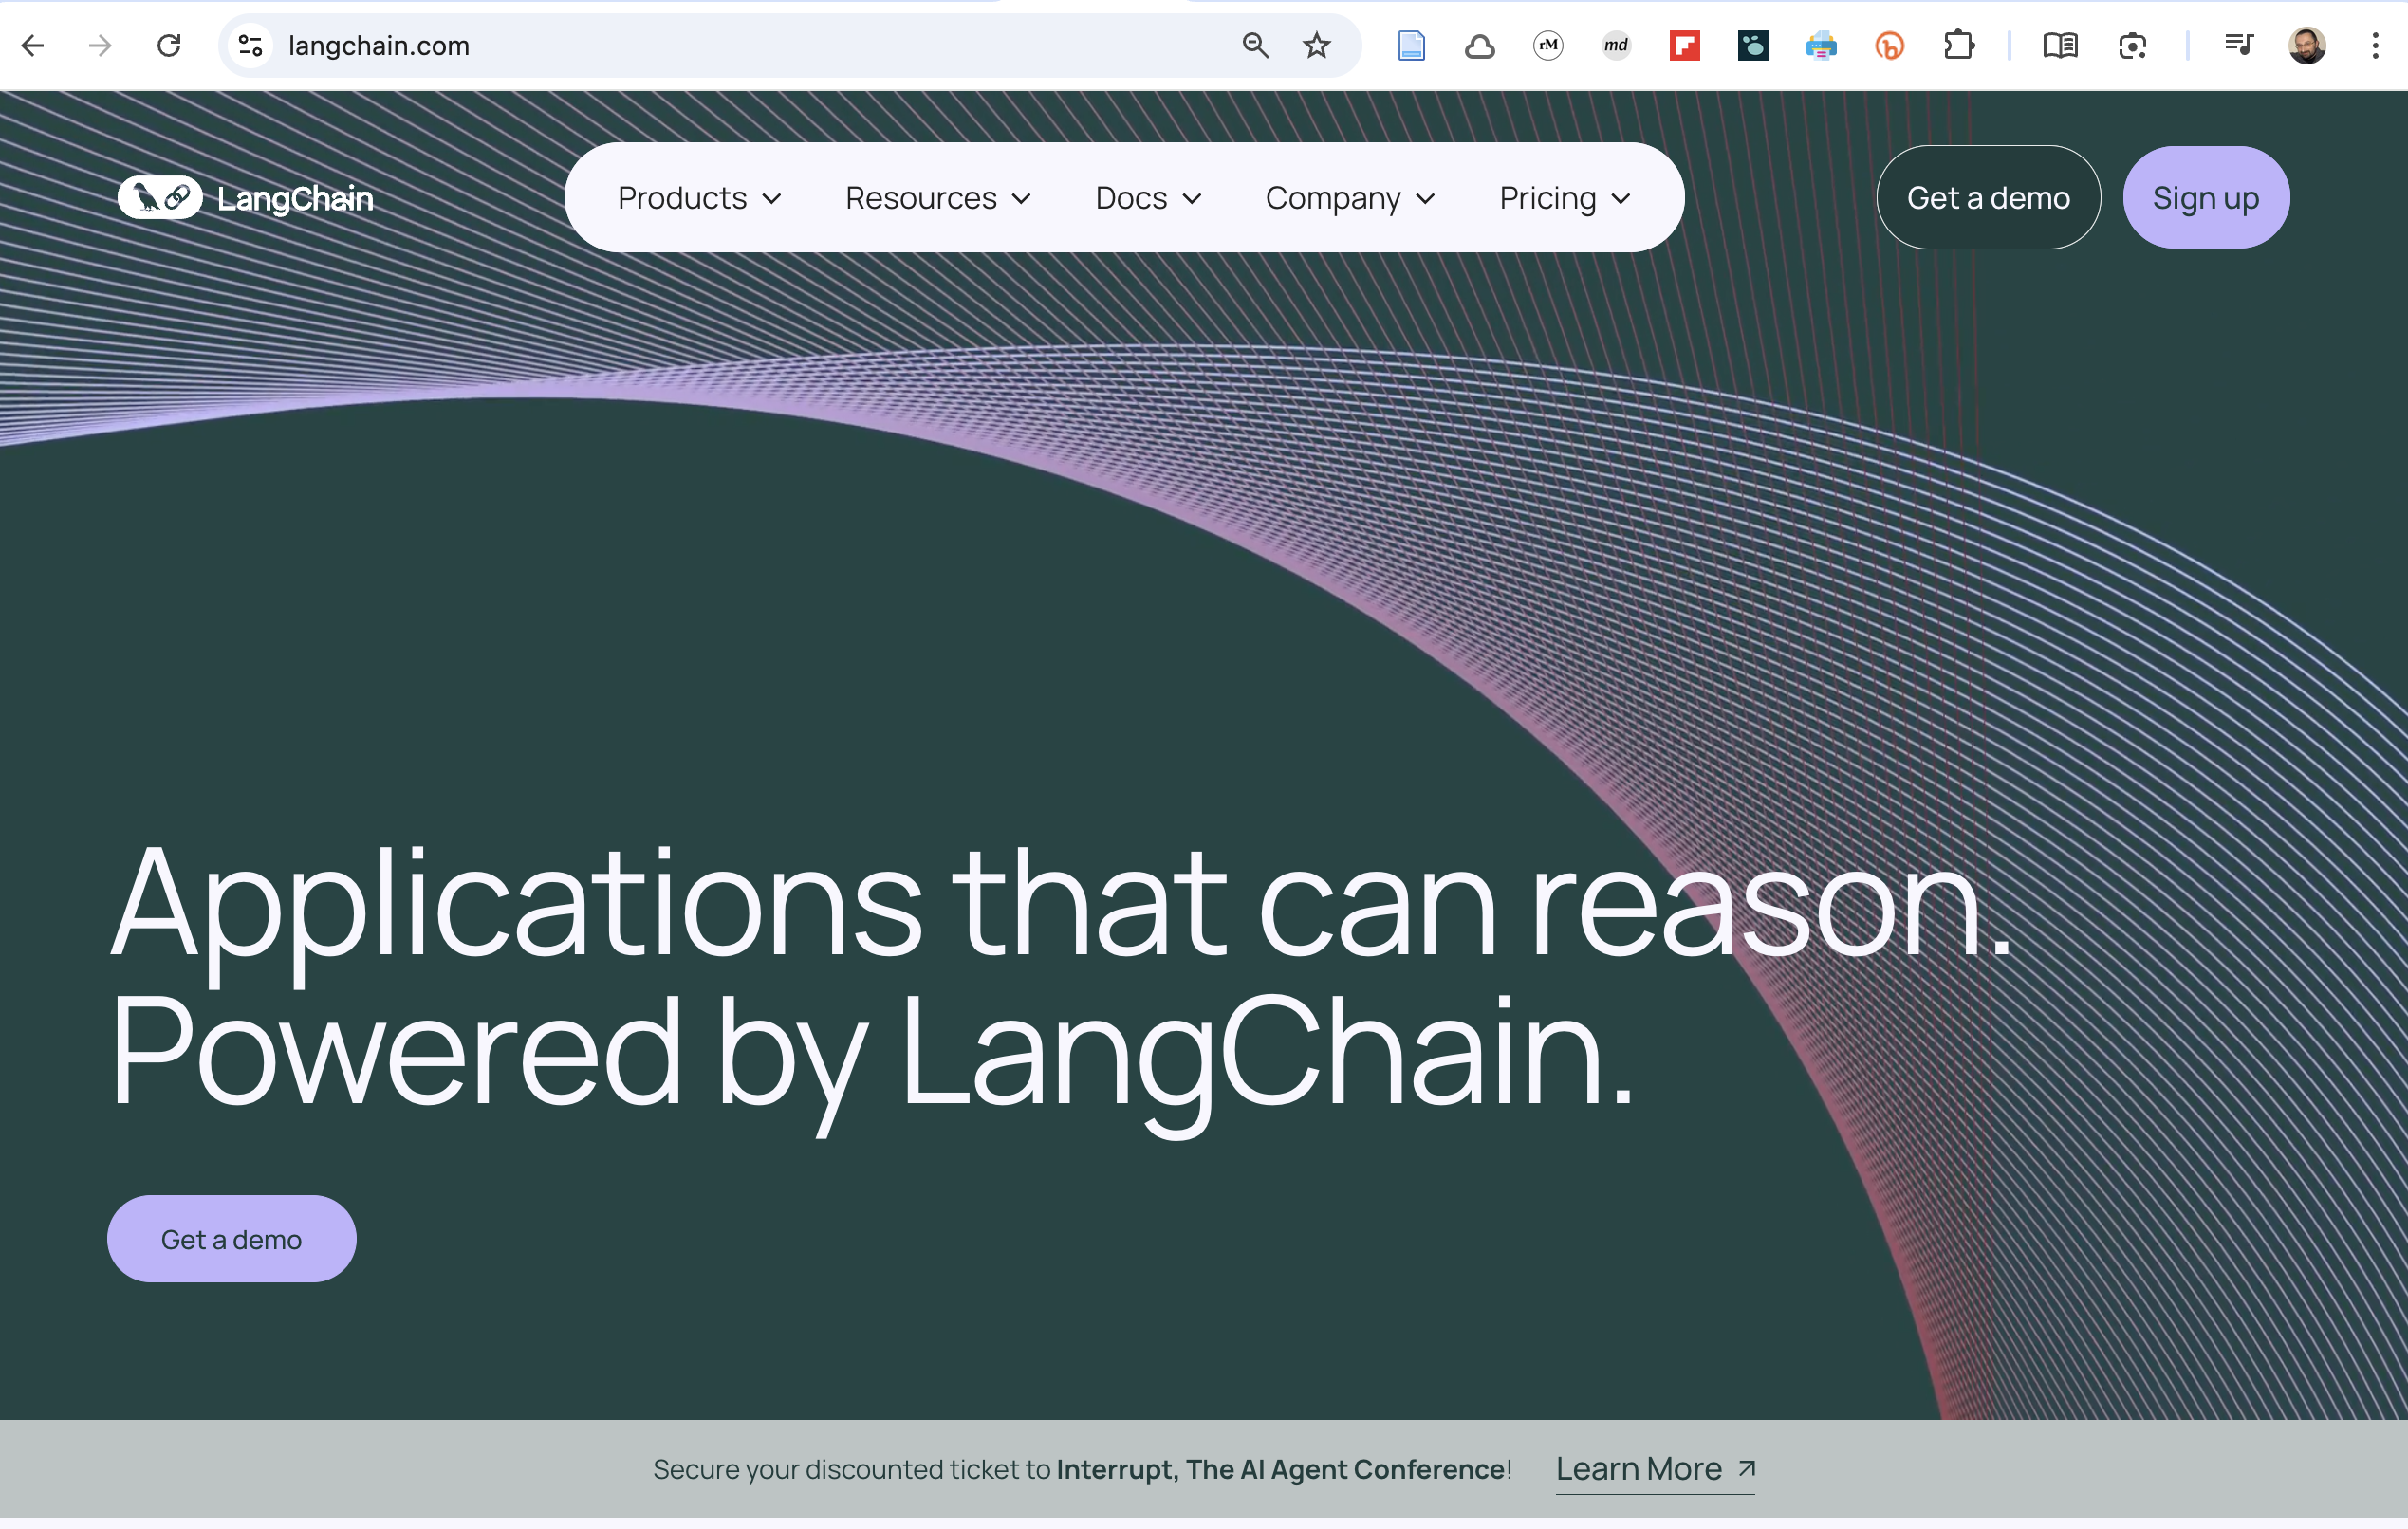 langchain.com
rM
md
LangChain
Products
Resources
Docs
Company
Pricing
Get a demo
Sign up
Applications that can reason.
Powered by LangChain.
Get a demo
Secure your discounted ticket to Interrupt, The AI Agent Conference!
Learn More